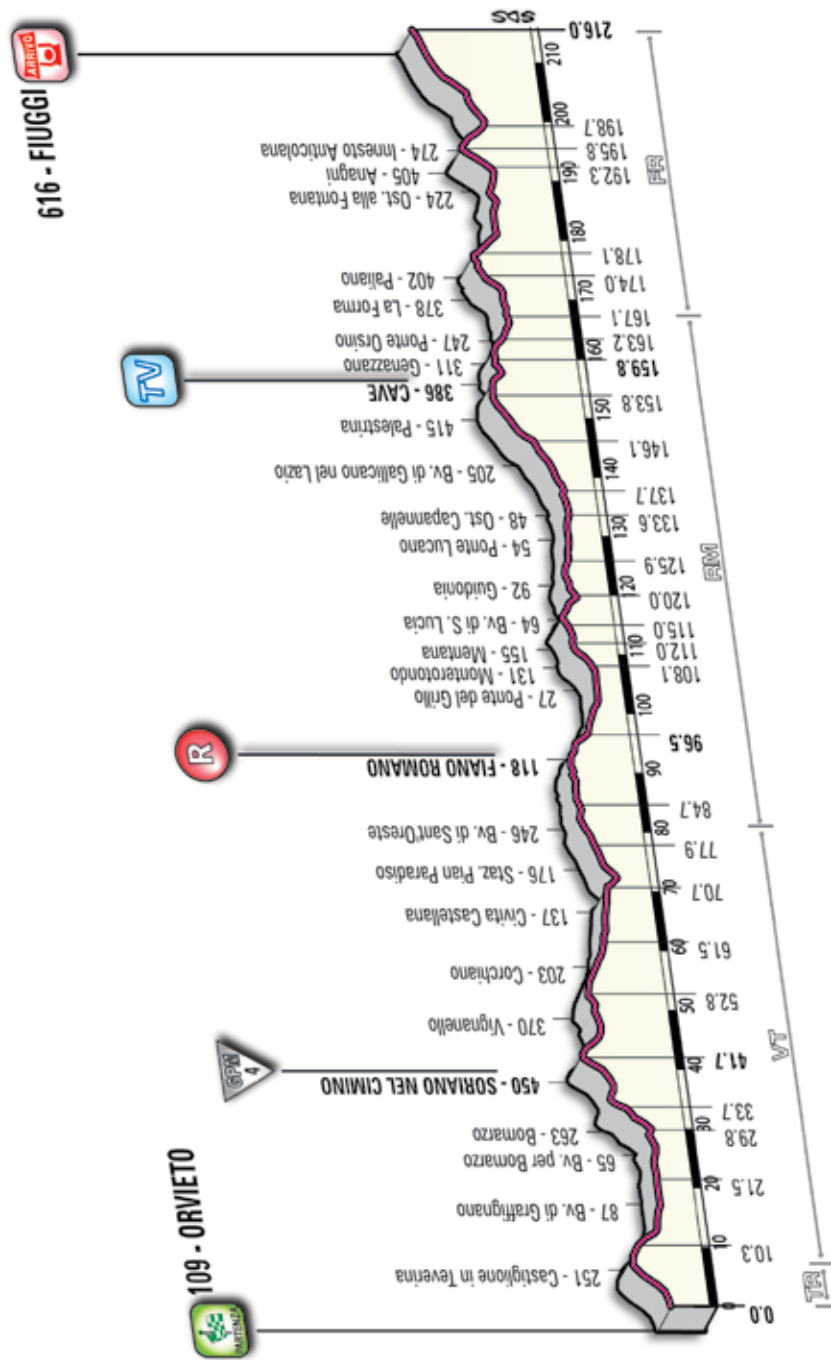 PARTENZA
109 - ORVIETO
251 - Castiglione in Teverina
87 - Bv. di Graffignano
65 - Bv. per Bomarzo
263 - Bomarzo
GPM
4
450 - SORIANO NEL CIMINO
370 - Vignanello
203 - Corchiano
137 - Civita Castellana
176 - Staz. Pian Paradiso
246 - Bv. di Sant'Oreste
R
118 - FIANO ROMANO
27 - Ponte del Grillo
131 - Monterotondo
155 - Mentana
64 - Bv. di S. Lucia
92 - Guidonia
54 - Ponte Lucano
48 - Ost. Capannelle
205 - Bv. di Gallicano nel Lazio
415 - Palestrina
TV
386 - CAVE
311 - Genazzano
247 - Ponte Orsino
378 - La Forma
402 - Paliano
224 - Ost. alla Fontana
405 - Anagni
274 - Innesto Anticolana
ARRIVO
616 - FIUGGI
SDS
0
10
20
30
40
50
60
70
80
90
100
110
120
130
140
150
160
170
180
190
200
210
0.0
10.3
21.5
29.8
33.7
41.7
52.8
61.5
70.7
77.9
84.7
96.5
108.1
112.0
115.0
120.0
125.9
133.6
137.7
146.1
153.8
159.8
163.2
167.1
174.0
178.1
192.3
195.8
198.7
216.0
TR
VT
RM
FR